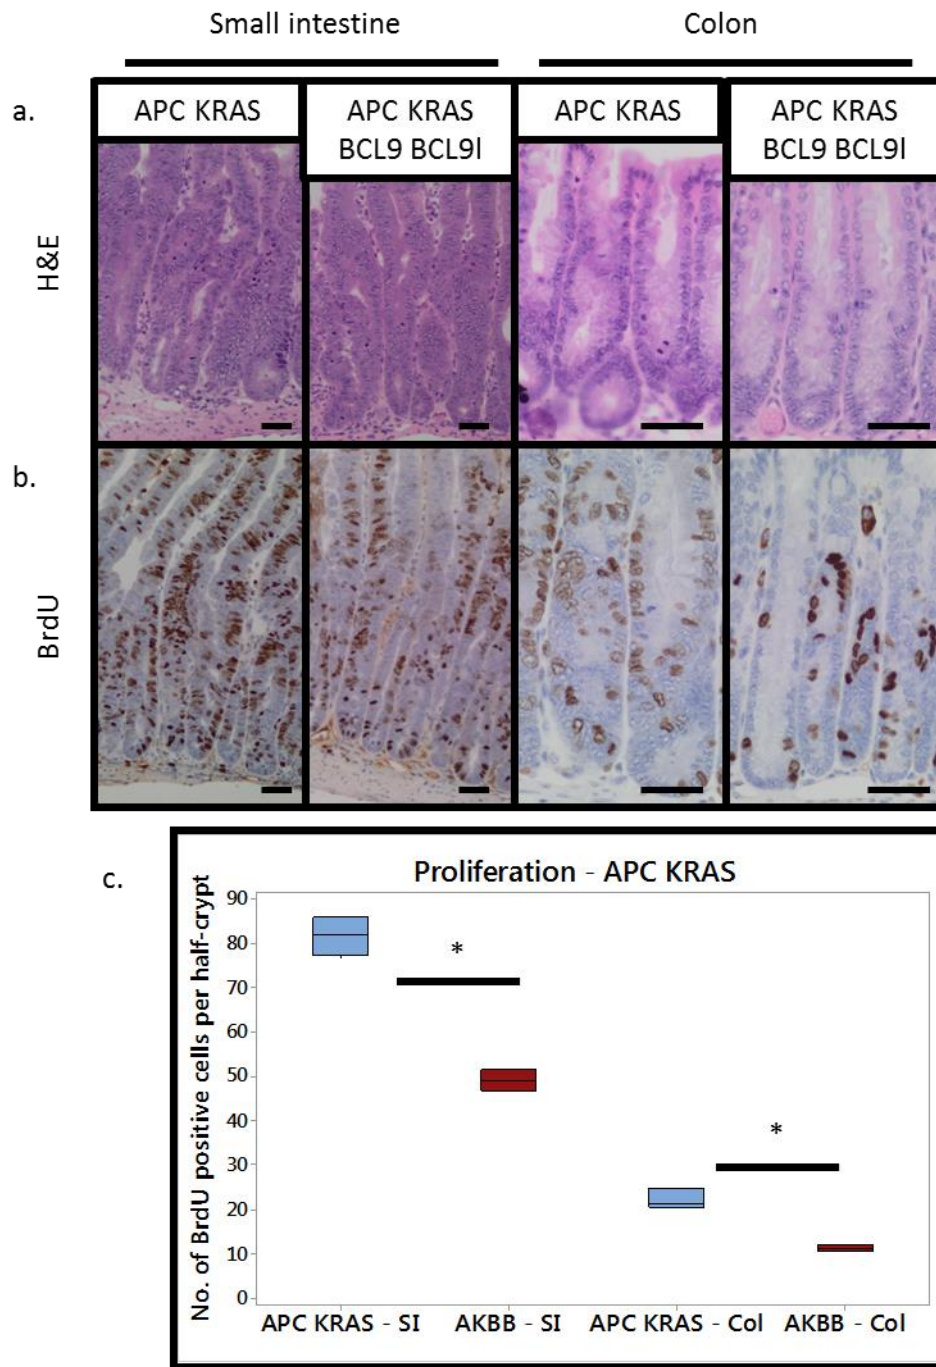 Small intestine
Colon
a.
APC KRAS
APC KRAS
BCL9 BCL9l
APC KRAS
APC KRAS
BCL9 BCL9l
H&E
b.
BrdU
c.
Proliferation - APC KRAS
No. of BrdU positive cells per half-crypt
90
80
70
60
50
40
30
20
10
0
*
*
APC KRAS - SI
AKBB - SI
APC KRAS - Col
AKBB - Col